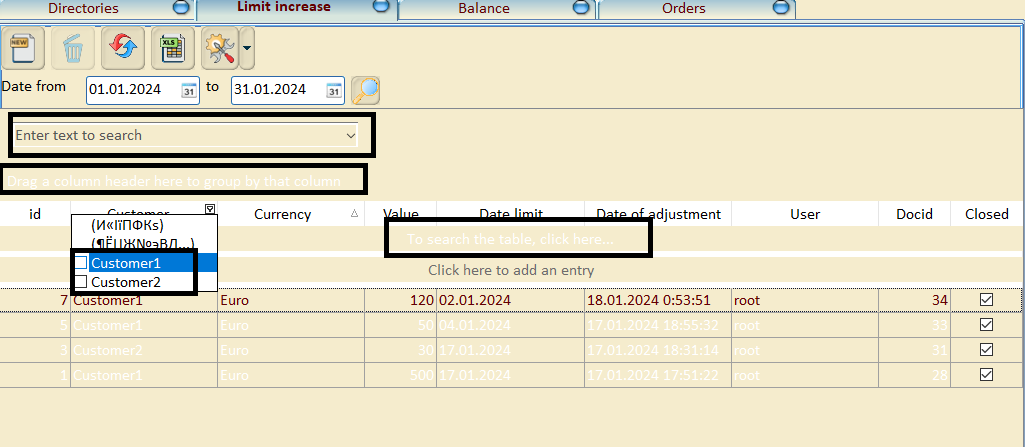 Directories Limit increase Balance Orders
NEW XLS
Date from 01.01.2024 31 to 31.01.2024 31
Enter text to search
Drag a column header here to group by that column
id Customer Currency Value Date limit Date of adjustment User Docid Closed
(И«ІїПФКs)
(¶ЁЦЖ№эВЛ...)
To search the table, click here...
Customer1
Click here to add an entry
Customer2
7 Customer1 Euro 120 02.01.2024 18.01.2024 0:53:51 root 34
5 Customer1 Euro 50 04.01.2024 17.01.2024 18:55:32 root 33
3 Customer2 Euro 30 17.01.2024 17.01.2024 18:31:14 root 31
1 Customer1 Euro 500 17.01.2024 17.01.2024 17:51:22 root 28